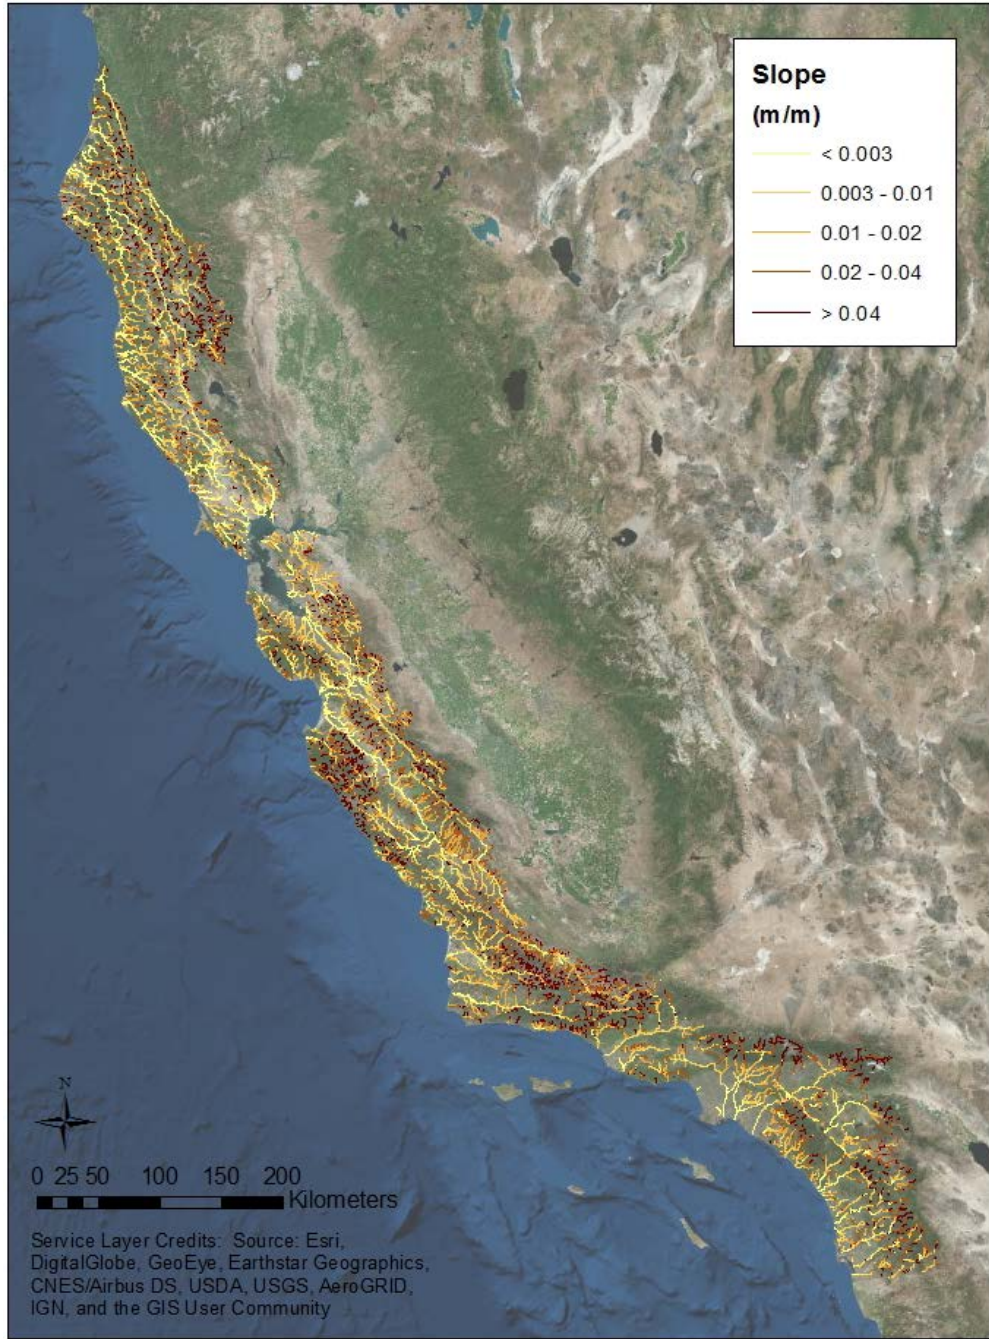 Slope
(m/m)
< 0.003
0.003 - 0.01
0.01 - 0.02
0.02 - 0.04
> 0.04
N
0 25 50 100 150 200
Kilometers
Service Layer Credits: Source: Esri,
DigitalGlobe, GeoEye, Earthstar Geographics,
CNES/Airbus DS, USDA, USGS, AeroGRID,
IGN, and the GIS User Community